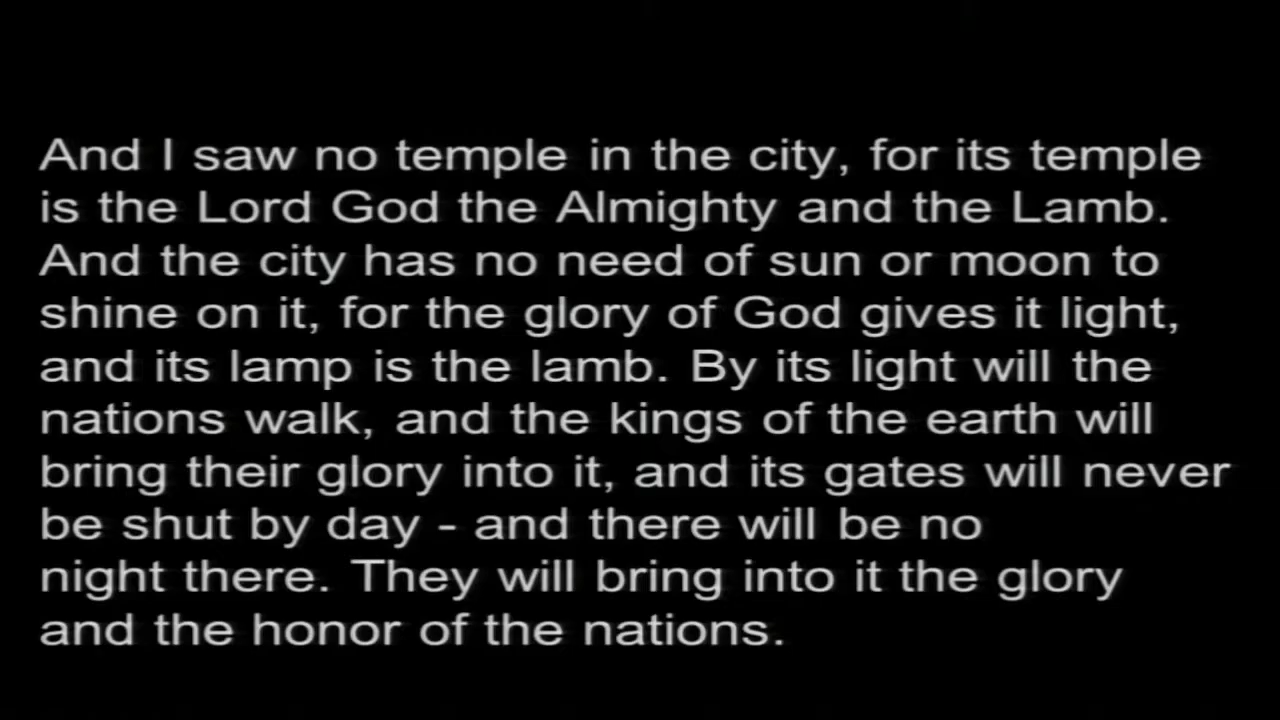 And I saw no temple in the city, for its temple
is the Lord God the Almighty and the Lamb.
And the city has no need of sun or moon to
shine on it, for the glory of God gives it light,
and its lamp is the lamb. By its light will the
nations walk, and the kings of the earth will
bring their glory into it, and its gates will never
be shut by day - and there will be no
night there. They will bring into it the glory
and the honor of the nations.